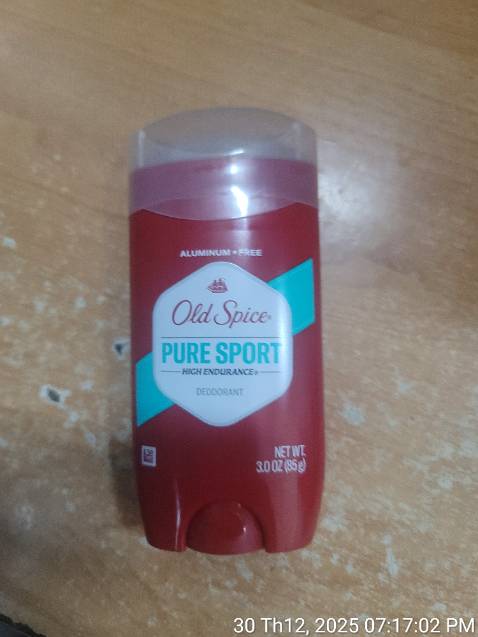 ALUMINUM • FREE
Old Spice®
PURE SPORT
HIGH ENDURANCE®
DEODORANT
NET WT.
3.0 OZ (85g)
30 Th12, 2025 07:17:02 PM